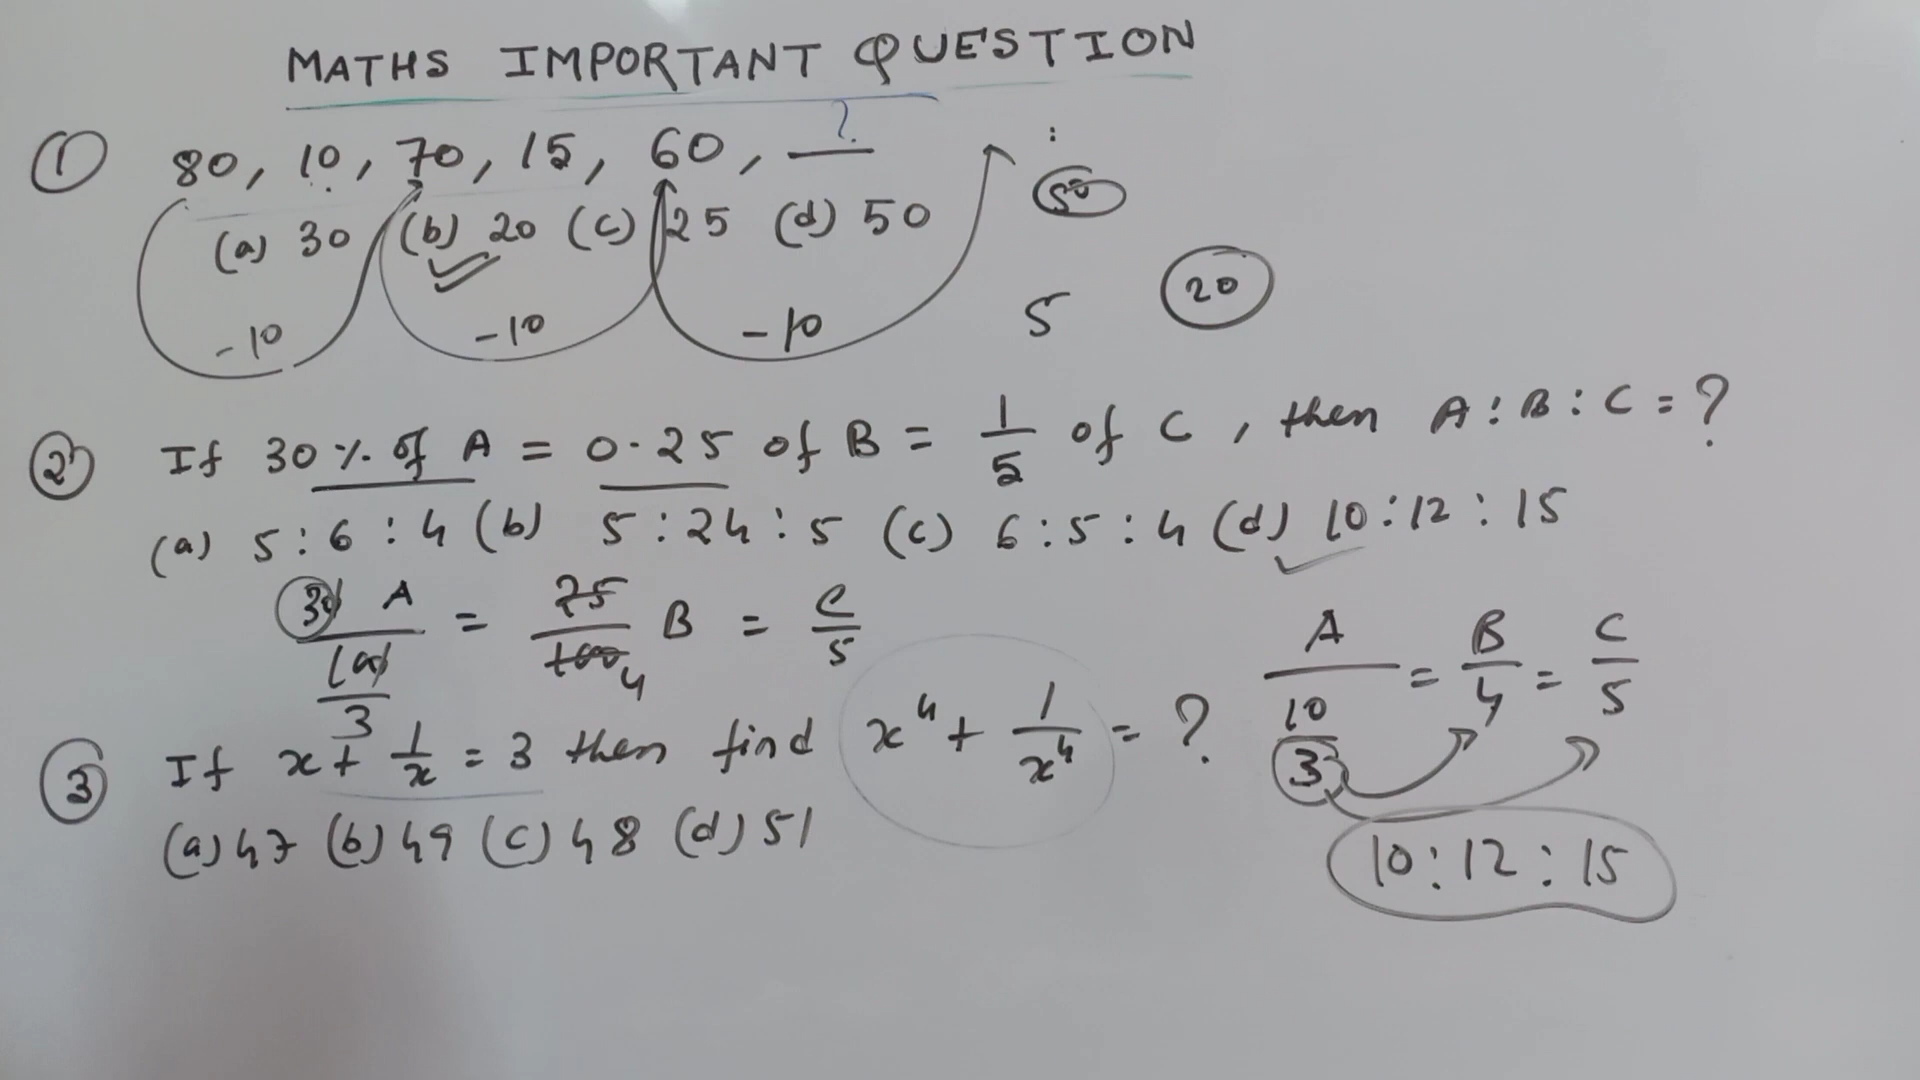 MATHS IMPORTANT QUESTION
① 80, 10, 70, 15, 60, __?__
:
50
(a) 30 (b) 20 (c) 25 (d) 50
-10 -10 -10 5 20
② If 30 % of A = 0.25 of B = 1/5 of C, then A:B:C=?
(a) 5:6:4 (b) 5:24:5 (c) 6:5:4 (d) 10:12:15
30 A / 100 / 3 = 25/100 4 B = C/5
A / 10 / 3 = B/4 = C/5
③ If x + 1/x = 3 then find x⁴ + 1/x⁴ = ?
(a) 47 (b) 49 (c) 48 (d) 51
10:12:15